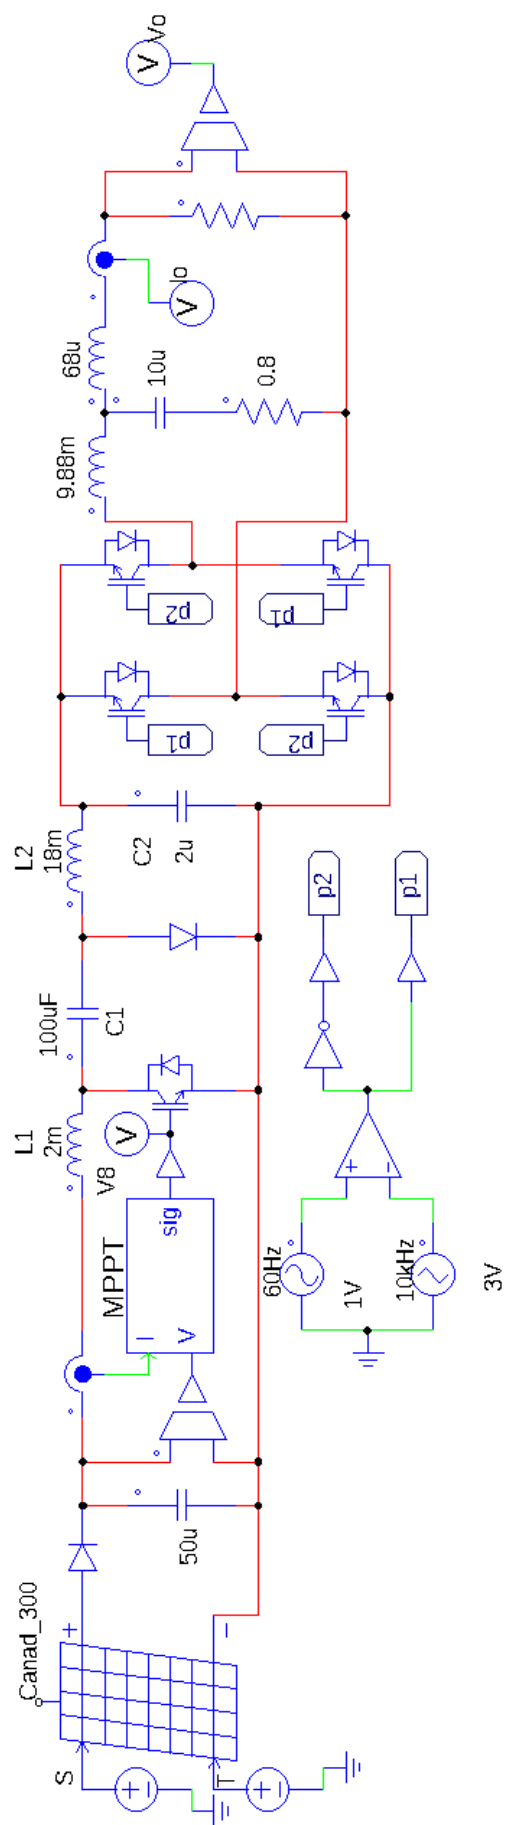 Canad_300
S
T
+
−
50u
MPPT
I
V
sig
V8
V
L1
2m
100uF
C1
L2
18m
C2
2u
p2
p1
p1
p2
9.88m
68u
10u
0.8
V
Io
V
Vo
60Hz
1V
10kHz
3V
+
−
p2
p1